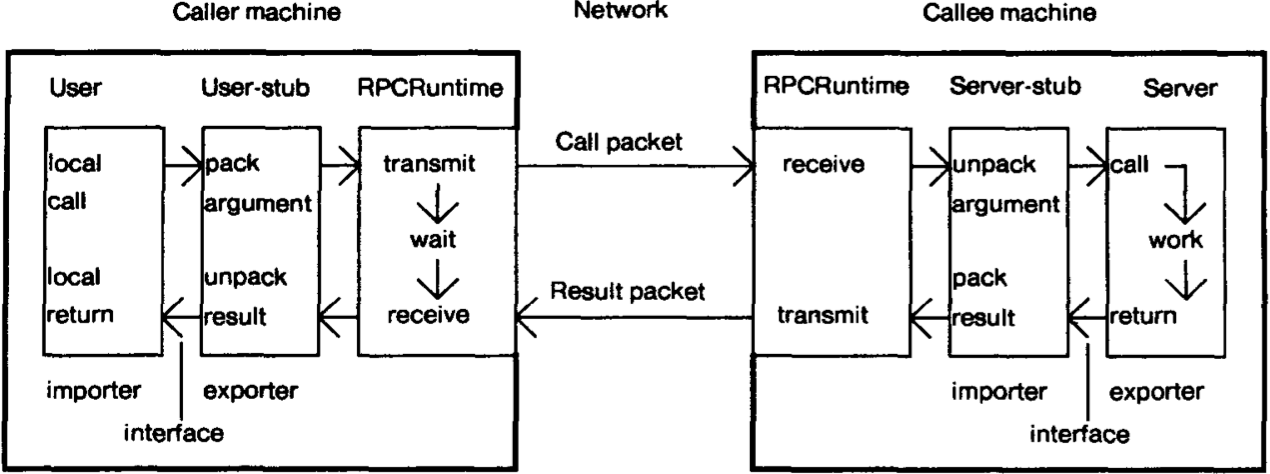 Caller machine Network Callee machine
User User-stub RPCRuntime RPCRuntime Server-stub Server
local pack transmit Call packet receive unpack call
call argument argument
wait work
local unpack pack
return result receive Result packet transmit result return
importer exporter importer exporter
interface interface